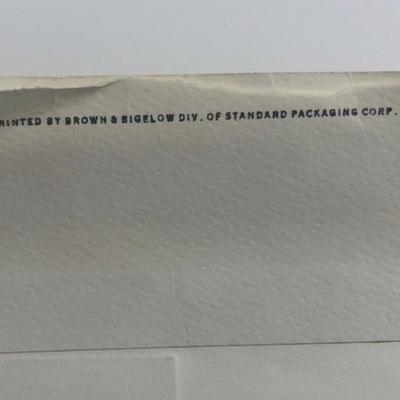 RINTED BY BROWN & BIGELOW DIV. OF STANDARD PACKAGING CORP.